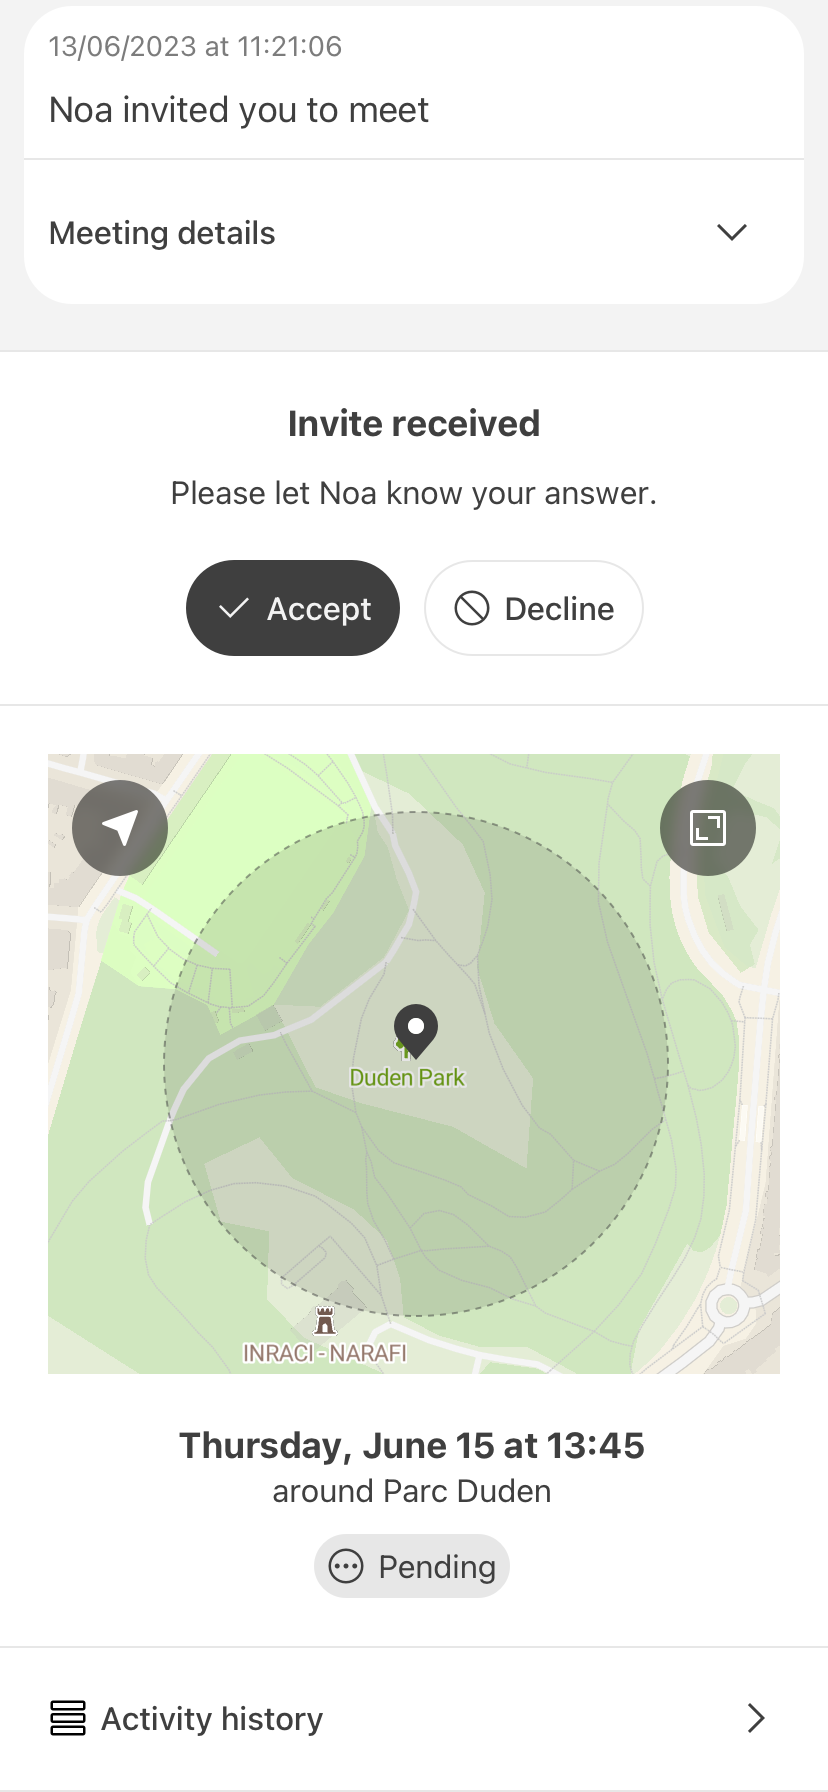 13/06/2023 at 11:21:06
Noa invited you to meet
Meeting details
Invite received
Please let Noa know your answer.
Accept
Decline
Duden Park
INRACI - NARAFI
Thursday, June 15 at 13:45
around Parc Duden
Pending
Activity history